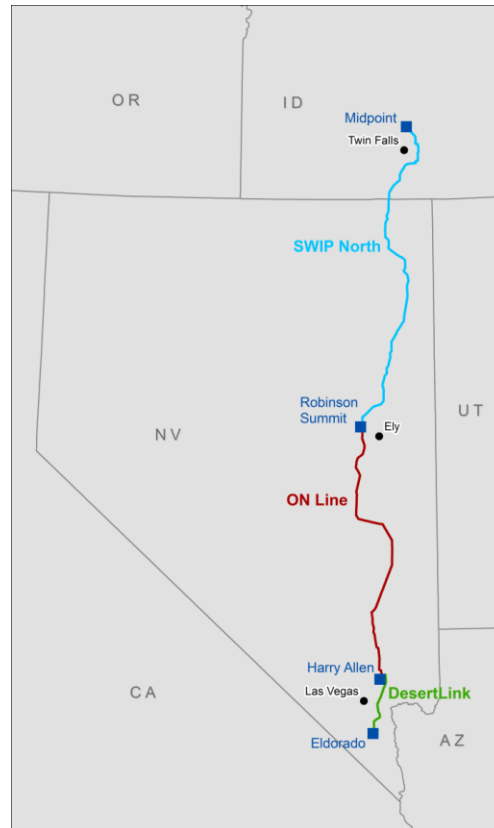 OR
ID
Midpoint
Twin Falls
SWIP North
Robinson
Summit
Ely
UT
NV
ON Line
Harry Allen
Las Vegas
DesertLink
CA
Eldorado
AZ